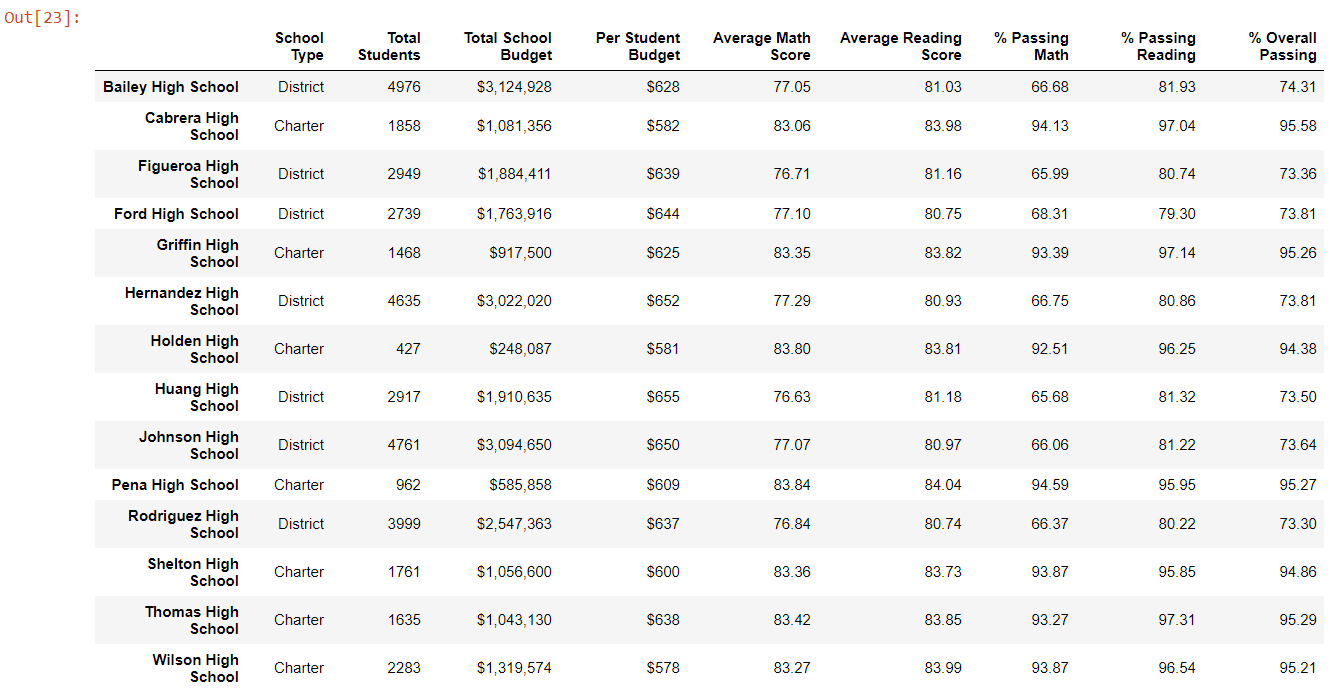 Out[23]:
School Type Total Students Total School Budget Per Student Budget Average Math Score Average Reading Score % Passing Math % Passing Reading % Overall Passing
Bailey High School District 4976 $3,124,928 $628 77.05 81.03 66.68 81.93 74.31
Cabrera High School Charter 1858 $1,081,356 $582 83.06 83.98 94.13 97.04 95.58
Figueroa High School District 2949 $1,884,411 $639 76.71 81.16 65.99 80.74 73.36
Ford High School District 2739 $1,763,916 $644 77.10 80.75 68.31 79.30 73.81
Griffin High School Charter 1468 $917,500 $625 83.35 83.82 93.39 97.14 95.26
Hernandez High School District 4635 $3,022,020 $652 77.29 80.93 66.75 80.86 73.81
Holden High School Charter 427 $248,087 $581 83.80 83.81 92.51 96.25 94.38
Huang High School District 2917 $1,910,635 $655 76.63 81.18 65.68 81.32 73.50
Johnson High School District 4761 $3,094,650 $650 77.07 80.97 66.06 81.22 73.64
Pena High School Charter 962 $585,858 $609 83.84 84.04 94.59 95.95 95.27
Rodriguez High School District 3999 $2,547,363 $637 76.84 80.74 66.37 80.22 73.30
Shelton High School Charter 1761 $1,056,600 $600 83.36 83.73 93.87 95.85 94.86
Thomas High School Charter 1635 $1,043,130 $638 83.42 83.85 93.27 97.31 95.29
Wilson High School Charter 2283 $1,319,574 $578 83.27 83.99 93.87 96.54 95.21